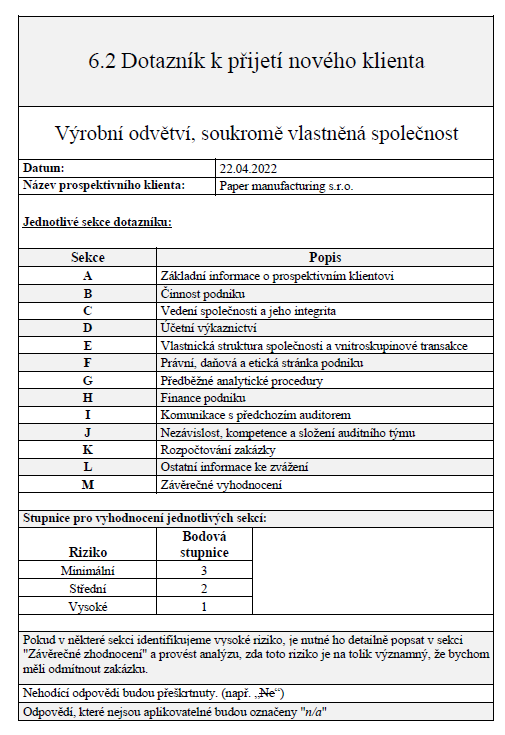 6.2 Dotazník k přijetí nového klienta
Výrobní odvětví, soukromě vlastněná společnost
Datum: 22.04.2022
Název prospektivního klienta: Paper manufacturing s.r.o.
Jednotlivé sekce dotazníku:
Sekce Popis
A Základní informace o prospektivním klientovi
B Činnost podniku
C Vedení společnosti a jeho integrita
D Účetní výkaznictví
E Vlastnická struktura společnosti a vnitroskupinové transakce
F Právní, daňová a etická stránka podniku
G Předběžné analytické procedury
H Finance podniku
I Komunikace s předchozím auditorem
J Nezávislost, kompetence a složení auditního týmu
K Rozpočtování zakázky
L Ostatní informace ke zvážení
M Závěrečné vyhodnocení
Stupnice pro vyhodnocení jednotlivých sekcí:
Riziko Bodová stupnice
Minimální 3
Střední 2
Vysoké 1
Pokud v některé sekci identifikujeme vysoké riziko, je nutné ho detailně popsat v sekci
"Závěrečné zhodnocení" a provést analýzu, zda toto riziko je na tolik významný, že bychom
měli odmítnout zakázku.
Nehodící odpovědí budou přeškrtnuty. (např. „Ne“)
Odpovědí, které nejsou aplikovatelné budou označeny "n/a"